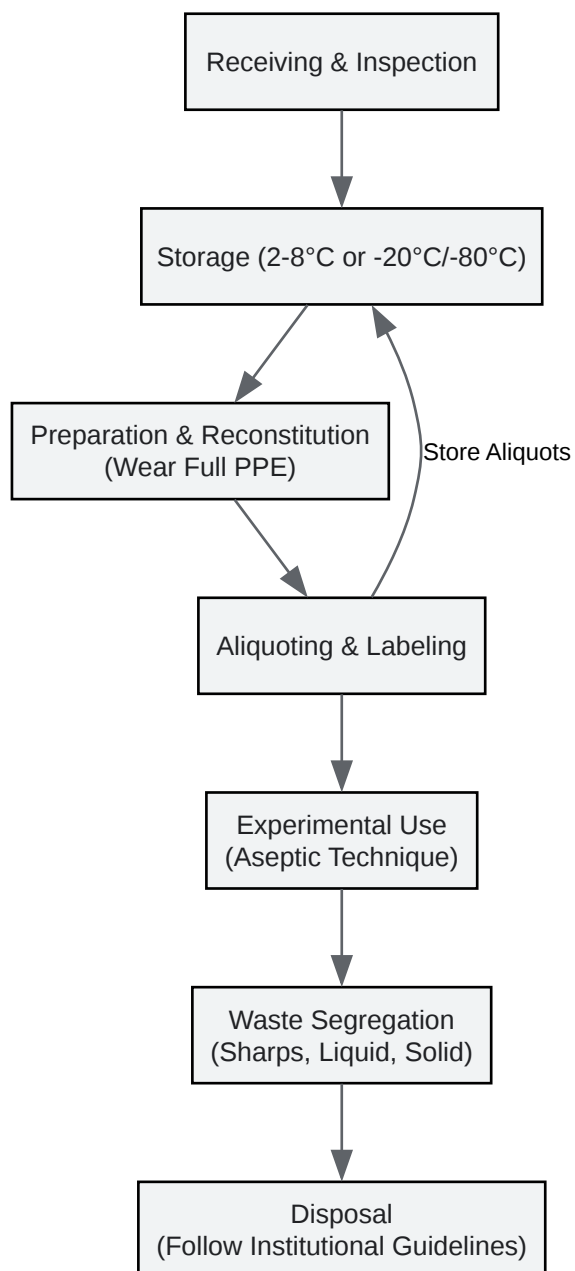 Receiving & Inspection
Storage (2-8°C or -20°C/-80°C)
Preparation & Reconstitution
(Wear Full PPE)
Store Aliquots
Aliquoting & Labeling
Experimental Use
(Aseptic Technique)
Waste Segregation
(Sharps, Liquid, Solid)
Disposal
(Follow Institutional Guidelines)